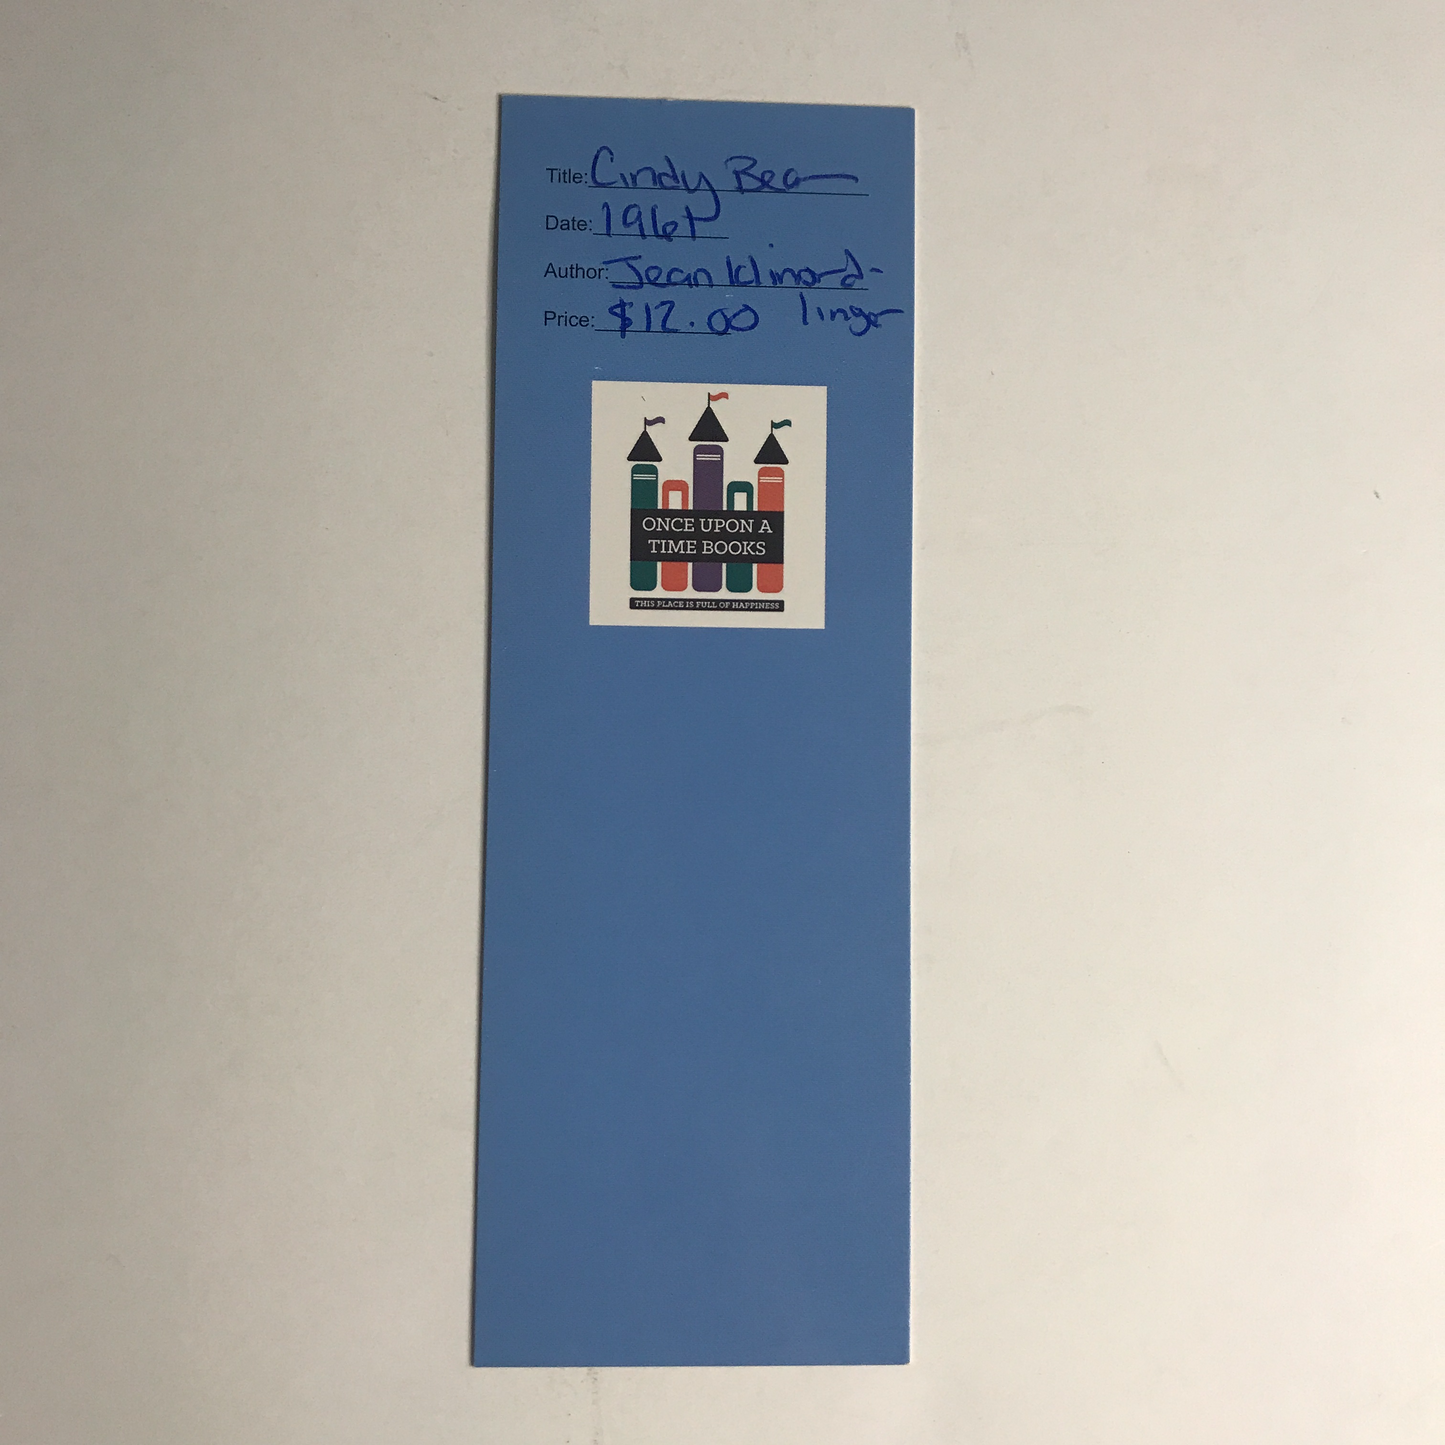 Title: Cindy Bear
Date: 1961
Author: Jean Klinord-
linger
Price: $12.00
ONCE UPON A
TIME BOOKS
THIS PLACE IS FULL OF HAPPINESS